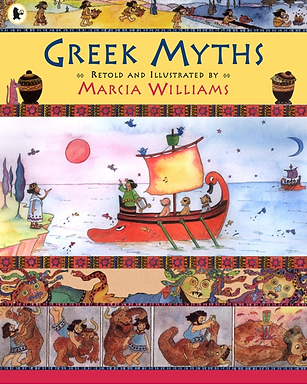 GREEK MYTHS
RETOLD AND ILLUSTRATED BY
MARCIA WILLIAMS